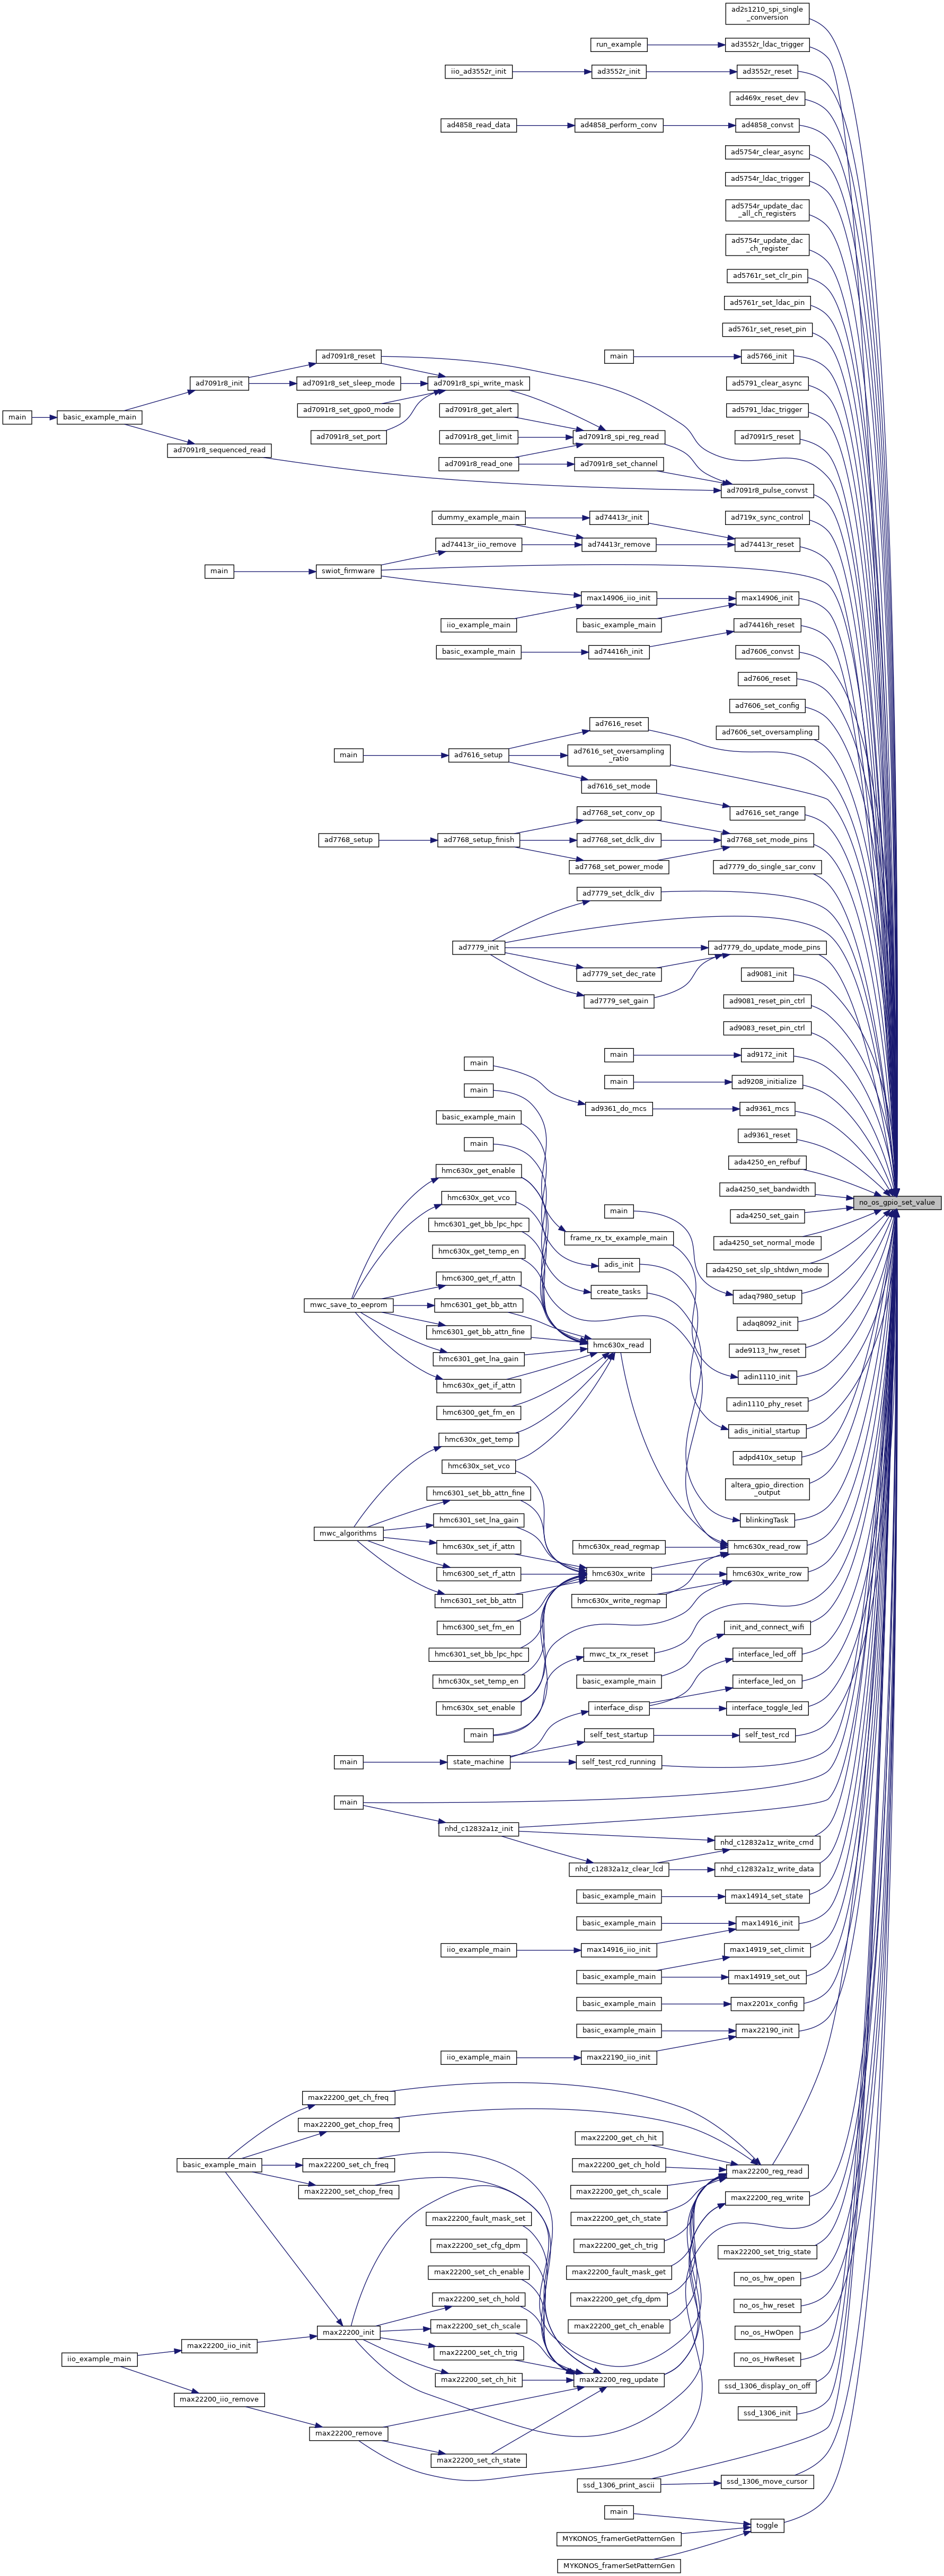 ad2s1210_spi_single
_conversion
run_example
ad3552r_ldac_trigger
iio_ad3552r_init
ad3552r_init
ad3552r_reset
ad469x_reset_dev
ad4858_read_data
ad4858_perform_conv
ad4858_convst
ad5754r_clear_async
ad5754r_ldac_trigger
ad5754r_update_dac
_all_ch_registers
ad5754r_update_dac
_ch_register
ad5761r_set_clr_pin
ad5761r_set_ldac_pin
ad5761r_set_reset_pin
ad7091r8_reset
main
ad5766_init
ad7091r8_init
ad7091r8_set_sleep_mode
ad7091r8_spi_write_mask
ad5791_clear_async
main
basic_example_main
ad7091r8_set_gpo0_mode
ad7091r8_get_alert
ad5791_ldac_trigger
ad7091r8_set_port
ad7091r8_get_limit
ad7091r8_spi_reg_read
ad7091r5_reset
ad7091r8_sequenced_read
ad7091r8_read_one
ad7091r8_set_channel
ad7091r8_pulse_convst
dummy_example_main
ad74413r_init
ad719x_sync_control
ad74413r_iio_remove
ad74413r_remove
ad74413r_reset
main
swiot_firmware
max14906_iio_init
max14906_init
iio_example_main
basic_example_main
ad74416h_reset
basic_example_main
ad74416h_init
ad7606_convst
ad7606_reset
ad7606_set_config
ad7616_reset
ad7606_set_oversampling
main
ad7616_setup
ad7616_set_oversampling
_ratio
ad7616_set_mode
ad7616_set_range
ad7768_set_conv_op
ad7768_setup
ad7768_setup_finish
ad7768_set_dclk_div
ad7768_set_mode_pins
ad7768_set_power_mode
ad7779_do_single_sar_conv
ad7779_set_dclk_div
ad7779_init
ad7779_do_update_mode_pins
ad7779_set_dec_rate
ad9081_init
ad7779_set_gain
ad9081_reset_pin_ctrl
ad9083_reset_pin_ctrl
main
main
ad9172_init
main
main
ad9208_initialize
basic_example_main
ad9361_do_mcs
ad9361_mcs
main
ad9361_reset
hmc630x_get_enable
ada4250_en_refbuf
hmc630x_get_vco
ada4250_set_bandwidth
no_os_gpio_set_value
hmc6301_get_bb_lpc_hpc
main
ada4250_set_gain
hmc630x_get_temp_en
frame_rx_tx_example_main
ada4250_set_normal_mode
hmc6300_get_rf_attn
adis_init
ada4250_set_slp_shtdwn_mode
mwc_save_to_eeprom
hmc6301_get_bb_attn
create_tasks
adaq7980_setup
hmc6301_get_bb_attn_fine
hmc630x_read
adaq8092_init
hmc6301_get_lna_gain
ade9113_hw_reset
hmc630x_get_if_attn
adin1110_init
hmc6300_get_fm_en
adin1110_phy_reset
hmc630x_get_temp
adis_initial_startup
hmc630x_set_vco
adpd410x_setup
hmc6301_set_bb_attn_fine
altera_gpio_direction
_output
mwc_algorithms
hmc6301_set_lna_gain
blinkingTask
hmc630x_set_if_attn
hmc630x_read_regmap
hmc630x_read_row
hmc6300_set_rf_attn
hmc630x_write
hmc630x_write_row
hmc6301_set_bb_attn
hmc630x_write_regmap
hmc6300_set_fm_en
init_and_connect_wifi
hmc6301_set_bb_lpc_hpc
mwc_tx_rx_reset
interface_led_off
hmc630x_set_temp_en
basic_example_main
interface_led_on
hmc630x_set_enable
interface_disp
interface_toggle_led
main
self_test_startup
self_test_rcd
main
state_machine
self_test_rcd_running
main
nhd_c12832a1z_init
nhd_c12832a1z_write_cmd
nhd_c12832a1z_clear_lcd
nhd_c12832a1z_write_data
basic_example_main
max14914_set_state
basic_example_main
max14916_init
iio_example_main
max14916_iio_init
max14919_set_climit
basic_example_main
max14919_set_out
basic_example_main
max2201x_config
basic_example_main
max22190_init
iio_example_main
max22190_iio_init
max22200_get_ch_freq
max22200_get_chop_freq
max22200_get_ch_hit
basic_example_main
max22200_set_ch_freq
max22200_get_ch_hold
max22200_reg_read
max22200_set_chop_freq
max22200_get_ch_scale
max22200_reg_write
max22200_fault_mask_set
max22200_get_ch_state
max22200_set_cfg_dpm
max22200_get_ch_trig
max22200_set_trig_state
max22200_set_ch_enable
max22200_fault_mask_get
no_os_hw_open
max22200_set_ch_hold
max22200_get_cfg_dpm
no_os_hw_reset
max22200_set_ch_scale
max22200_get_ch_enable
max22200_init
no_os_HwOpen
max22200_iio_init
max22200_set_ch_trig
iio_example_main
no_os_HwReset
max22200_set_ch_hit
max22200_reg_update
ssd_1306_display_on_off
max22200_iio_remove
ssd_1306_init
max22200_remove
max22200_set_ch_state
ssd_1306_print_ascii
ssd_1306_move_cursor
main
toggle
MYKONOS_framerGetPatternGen
MYKONOS_framerSetPatternGen